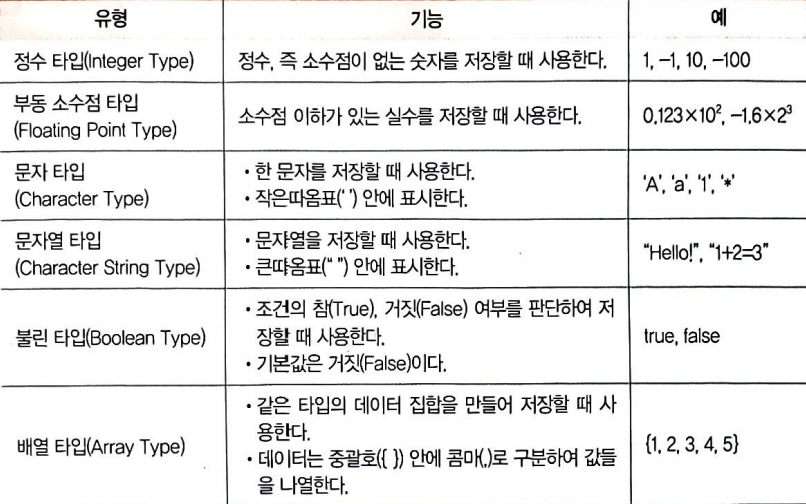 유형 기능 예
정수 타입(Integer Type) 정수, 즉 소수점이 없는 숫자를 저장할 때 사용한다. 1, -1, 10, -100
부동 소수점 타입
(Floating Point Type) 소수점 이하가 있는 실수를 저장할 때 사용한다. 0.123×10², -1.6×2³
문자 타입
(Character Type)
• 한 문자를 저장할 때 사용한다.
• 작은따옴표(' ') 안에 표시한다.
'A', 'a', '1', '*'
문자열 타입
(Character String Type)
• 문자열을 저장할 때 사용한다.
• 큰따옴표(" ") 안에 표시한다.
"Hello!", "1+2=3"
불린 타입(Boolean Type)
• 조건의 참(True), 거짓(False) 여부를 판단하여 저
장할 때 사용한다.
• 기본값은 거짓(False)이다.
true, false
배열 타입(Array Type)
• 같은 타입의 데이터 집합을 만들어 저장할 때 사
용한다.
• 데이터는 중괄호({ }) 안에 콤마(,)로 구분하여 값들
을 나열한다.
{1, 2, 3, 4, 5}